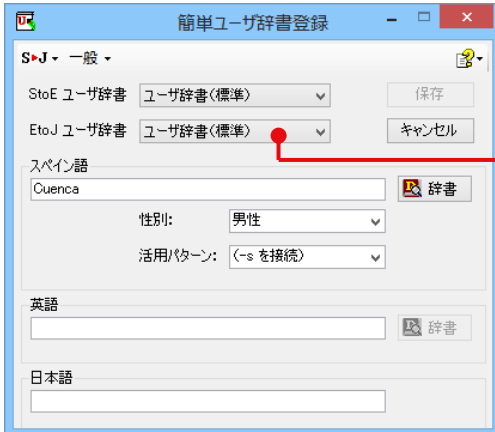 簡単ユーザ辞書登録
S▸J 一般
StoE ユーザ辞書 ユーザ辞書(標準) 保存
EtoJ ユーザ辞書 ユーザ辞書(標準) キャンセル
スペイン語
Cuenca 辞書
性別: 男性
活用パターン: (-s を接続)
英語
辞書
日本語